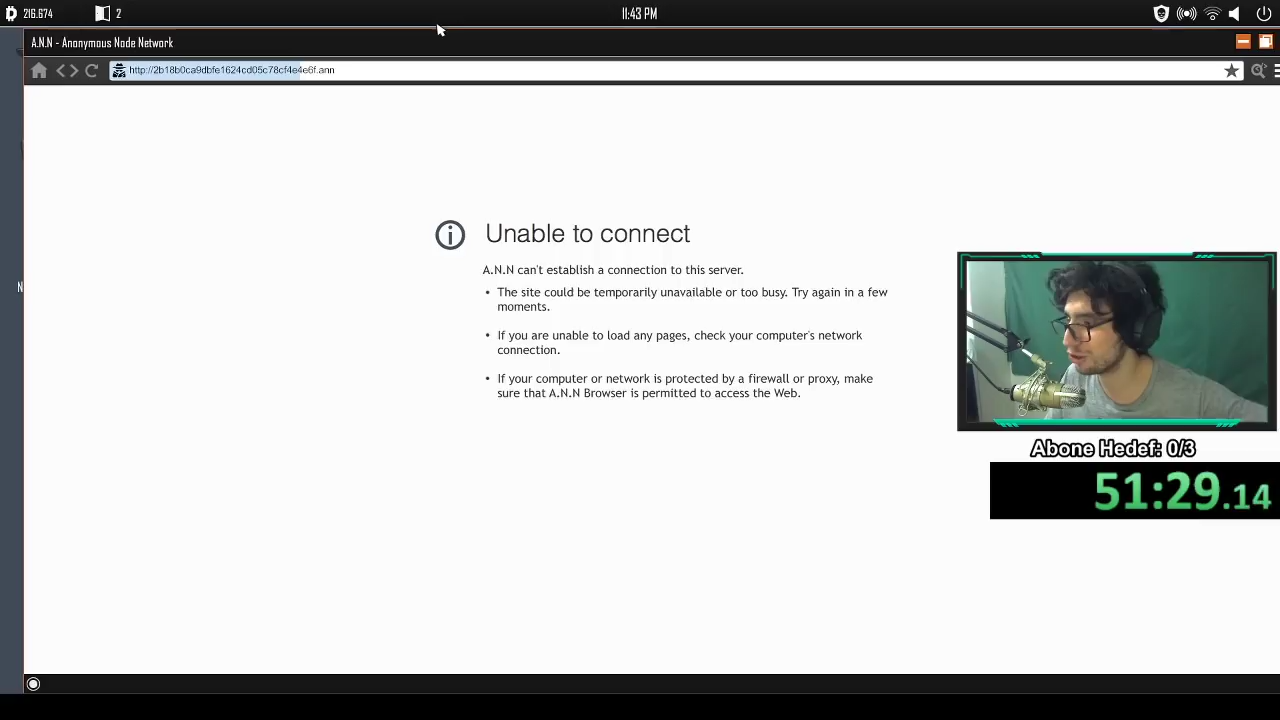 216.674
2
11:43 PM
A.N.N - Anonymous Node Network
http://2b18b0ca9dbfe1624cd05c78cf4e4e6f.ann
Unable to connect
A.N.N can't establish a connection to this server.
• The site could be temporarily unavailable or too busy. Try again in a few
moments.
N
• If you are unable to load any pages, check your computer's network
connection.
• If your computer or network is protected by a firewall or proxy, make
sure that A.N.N Browser is permitted to access the Web.
Abone Hedef: 0/3
51:29.14